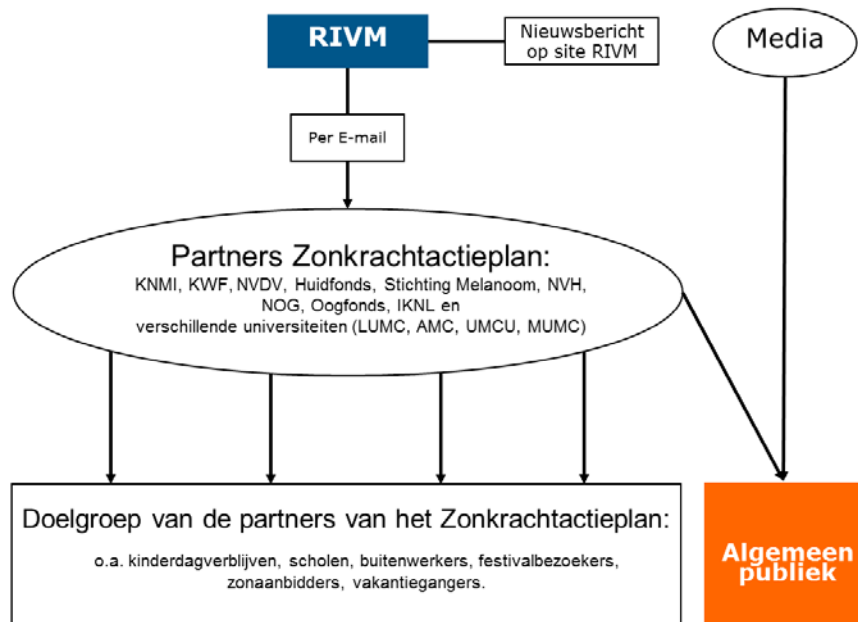 RIVM
Nieuwsbericht
op site RIVM
Media
Per E-mail
Partners Zonkrachtactieplan:
KNMI, KWF, NVDV, Huidfonds, Stichting Melanoom, NVH,
NOG, Oogfonds, IKNL en
verschillende universiteiten (LUMC, AMC, UMCU, MUMC)
Doelgroep van de partners van het Zonkrachtactieplan:
o.a. kinderdagverblijven, scholen, buitenwerkers, festivalbezoekers,
zonaanbidders, vakantiegangers.
Algemeen
publiek